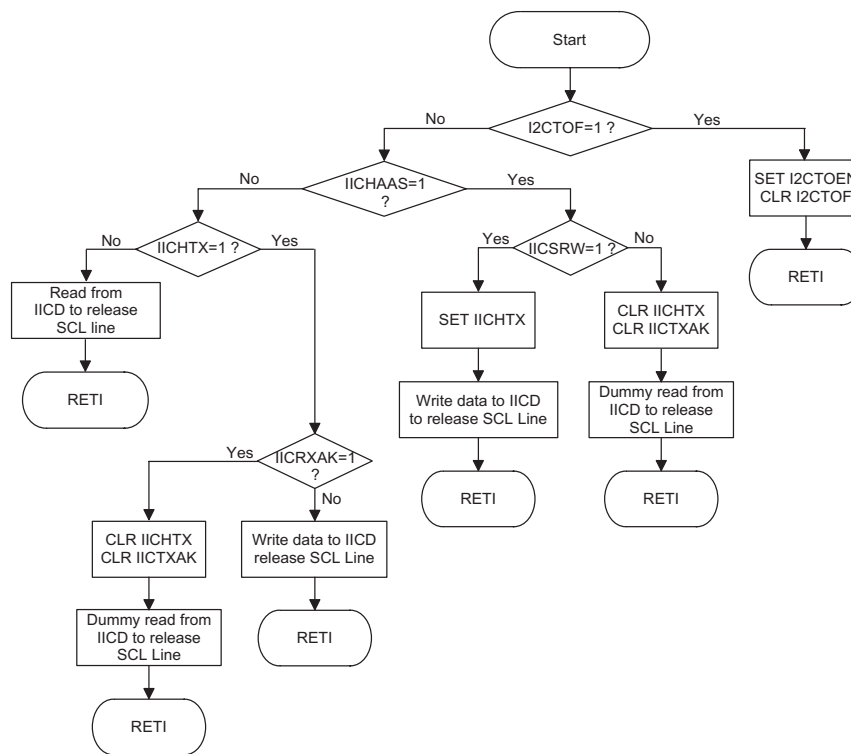 Start
I2CTOF=1 ?
No
Yes
IICHAAS=1
?
No
Yes
SET I2CTOEN
CLR I2CTOF
IICHTX=1 ?
No
Yes
IICSRW=1 ?
Yes
No
RETI
Read from
IICD to release
SCL line
SET IICHTX
CLR IICHTX
CLR IICTXAK
RETI
Write data to IICD
to release SCL Line
Dummy read from
IICD to release
SCL Line
IICRXAK=1
?
Yes
No
RETI
RETI
CLR IICHTX
CLR IICTXAK
Write data to IICD
release SCL Line
Dummy read from
IICD to release
SCL Line
RETI
RETI